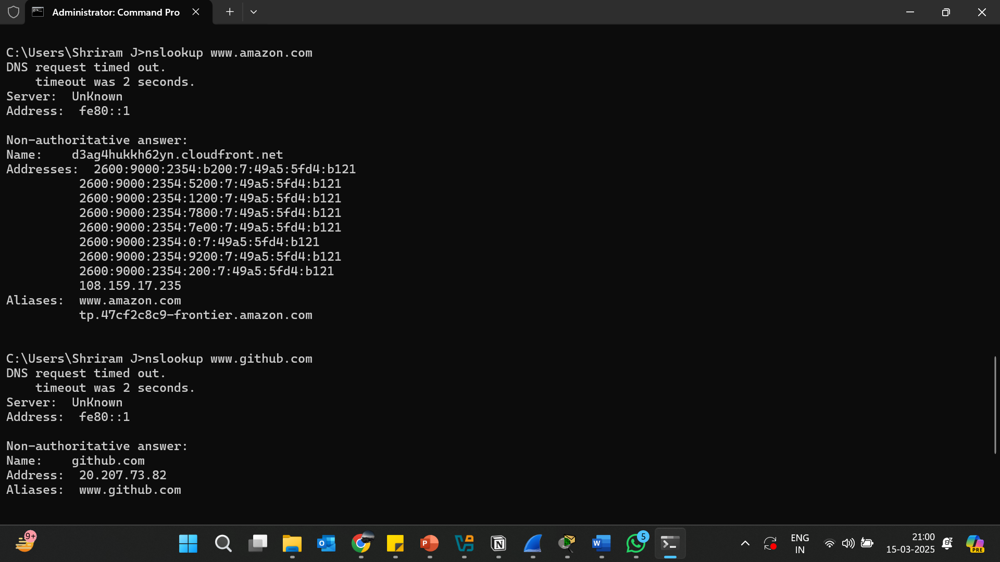 Administrator: Command Pro
C:\Users\Shriram J>nslookup www.amazon.com
DNS request timed out.
    timeout was 2 seconds.
Server:  UnKnown
Address:  fe80::1
Non-authoritative answer:
Name:    d3ag4hukkh62yn.cloudfront.net
Addresses:  2600:9000:2354:b200:7:49a5:5fd4:b121
          2600:9000:2354:5200:7:49a5:5fd4:b121
          2600:9000:2354:1200:7:49a5:5fd4:b121
          2600:9000:2354:7800:7:49a5:5fd4:b121
          2600:9000:2354:7e00:7:49a5:5fd4:b121
          2600:9000:2354:0:7:49a5:5fd4:b121
          2600:9000:2354:9200:7:49a5:5fd4:b121
          2600:9000:2354:200:7:49a5:5fd4:b121
          108.159.17.235
Aliases:  www.amazon.com
          tp.47cf2c8c9-frontier.amazon.com
C:\Users\Shriram J>nslookup www.github.com
DNS request timed out.
    timeout was 2 seconds.
Server:  UnKnown
Address:  fe80::1
Non-authoritative answer:
Name:    github.com
Address:  20.207.73.82
Aliases:  www.github.com
9+
5
ENG
IN
21:00
15-03-2025
PRE